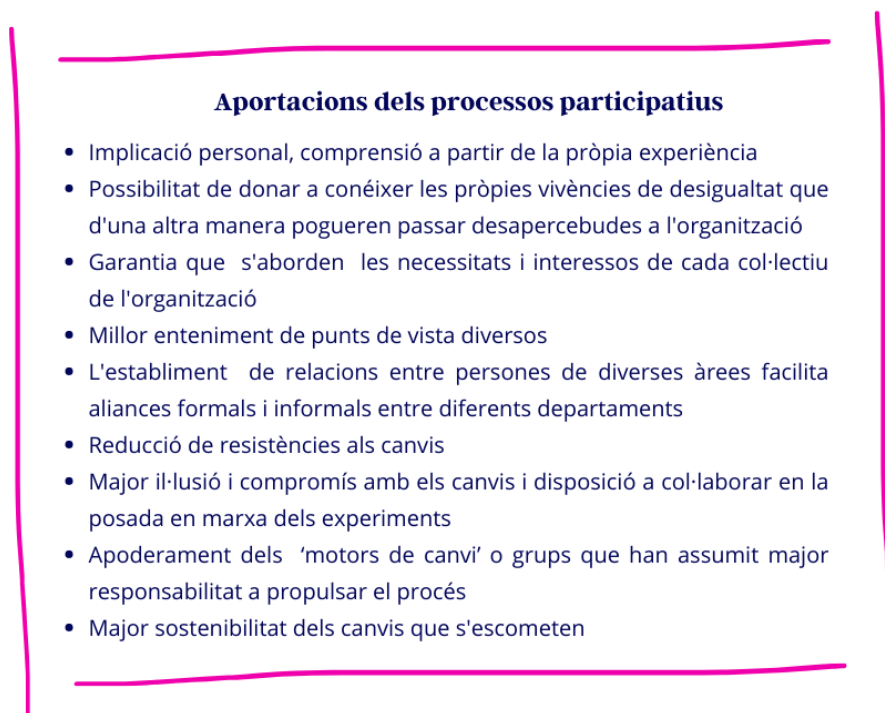 Aportacions dels processos participatius
• Implicació personal, comprensió a partir de la pròpia experiència
• Possibilitat de donar a conéixer les pròpies vivències de desigualtat que
d'una altra manera pogueren passar desapercebudes a l'organització
• Garantia que s'aborden les necessitats i interessos de cada col·lectiu
de l'organització
• Millor enteniment de punts de vista diversos
• L'establiment de relacions entre persones de diverses àrees facilita
aliances formals i informals entre diferents departaments
• Reducció de resistències als canvis
• Major il·lusió i compromís amb els canvis i disposició a col·laborar en la
posada en marxa dels experiments
• Apoderament dels ‘motors de canvi’ o grups que han assumit major
responsabilitat a propulsar el procés
• Major sostenibilitat dels canvis que s'escometen